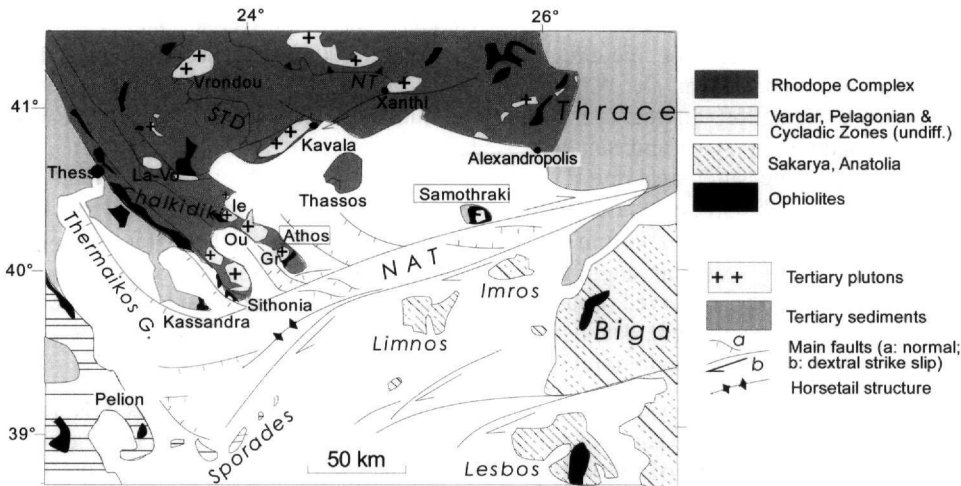 24°
26°
41°
40°
39°
Vrondou
NT
Xanthi
STD
Thrace
Kavala
Alexandropolis
Thess
La-Vo
Chalkidiki
Thassos
Samothraki
Ie
Ou
Athos
Gr
NAT
Thermaikos G.
Sithonia
Imros
Kassandra
Limnos
Biga
Pelion
Sporades
50 km
Lesbos
Rhodope Complex
Vardar, Pelagonian &
Cycladic Zones (undiff.)
Sakarya, Anatolia
Ophiolites
Tertiary plutons
Tertiary sediments
a
b
Main faults (a: normal;
b: dextral strike slip)
Horsetail structure